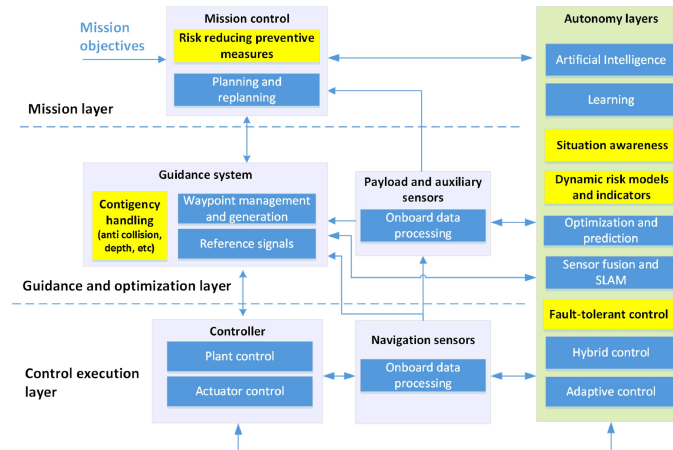 Mission
objectives
Mission control
Risk reducing preventive
measures
Planning and
replanning
Mission layer
Guidance system
Contigency
handling
(anti collision,
depth, etc)
Waypoint management
and generation
Reference signals
Payload and auxiliary
sensors
Onboard data
processing
Guidance and optimization layer
Controller
Plant control
Actuator control
Navigation sensors
Onboard data
processing
Control execution
layer
Autonomy layers
Artificial Intelligence
Learning
Situation awareness
Dynamic risk models
and indicators
Optimization and
prediction
Sensor fusion and
SLAM
Fault-tolerant control
Hybrid control
Adaptive control